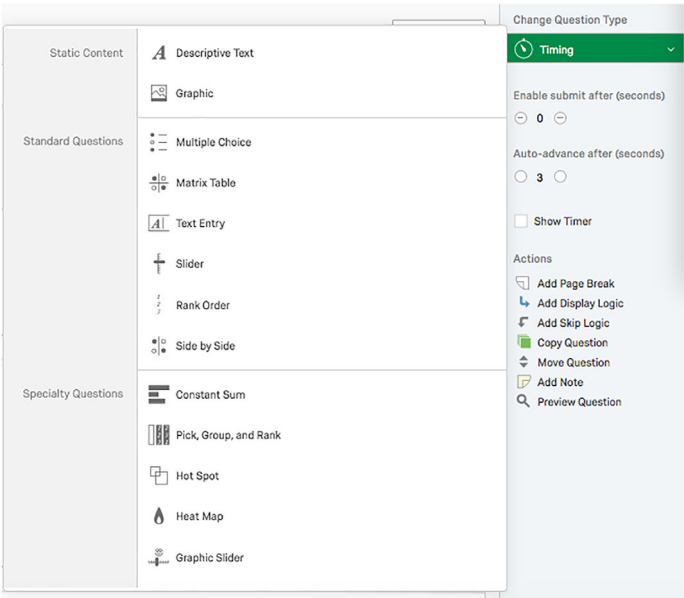 Static Content
Descriptive Text
Graphic
Standard Questions
Multiple Choice
Matrix Table
Text Entry
Slider
Rank Order
Side by Side
Specialty Questions
Constant Sum
Pick, Group, and Rank
Hot Spot
Heat Map
Graphic Slider
Change Question Type
Timing
Enable submit after (seconds)
0
Auto-advance after (seconds)
3
Show Timer
Actions
Add Page Break
Add Display Logic
Add Skip Logic
Copy Question
Move Question
Add Note
Preview Question